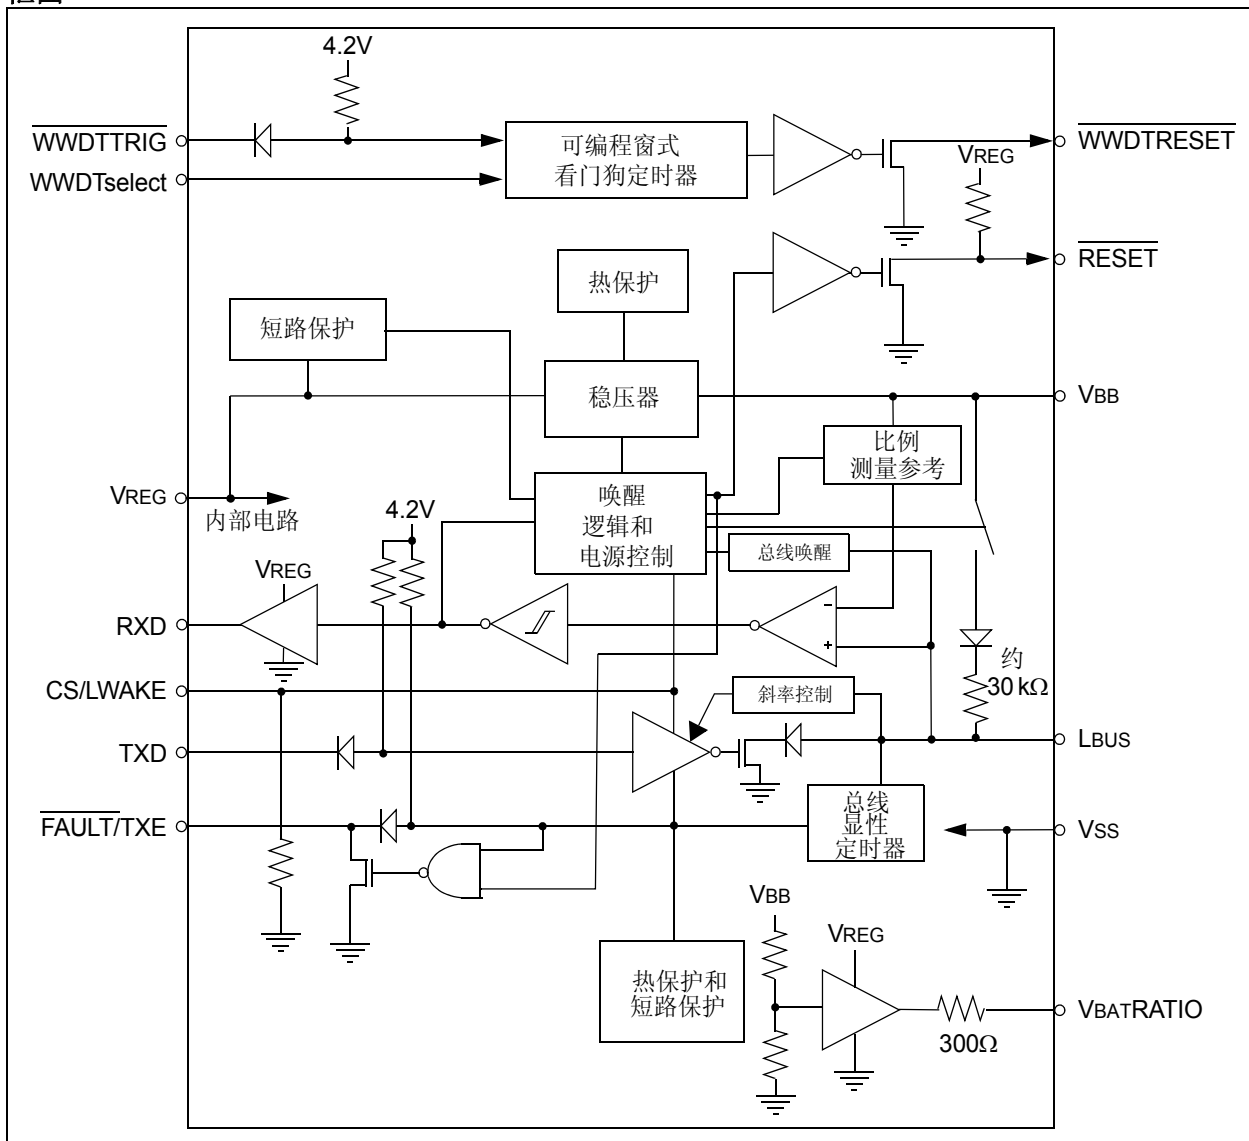 4.2V
WWDTTRIG
可编程窗式
看门狗定时器
WWDTRESET
VREG
WWDTselect
热保护
RESET
短路保护
稳压器
VBB
比例
测量参考
VREG
内部电路
4.2V
唤醒
逻辑和
电源控制
总线唤醒
VREG
RXD
-
+
约
30 kΩ
CS/LWAKE
斜率控制
TXD
LBUS
FAULT/TXE
总线
显性
定时器
VSS
VBB
VREG
热保护和
短路保护
300Ω
VBATRATIO